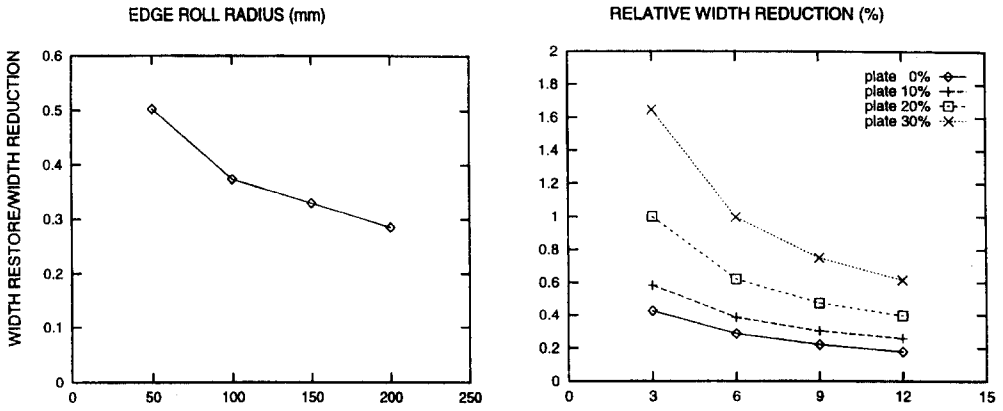 EDGE ROLL RADIUS (mm)
WIDTH RESTORE/WIDTH REDUCTION
0.6
0.5
0.4
0.3
0.2
0.1
0
0 50 100 150 200 250
RELATIVE WIDTH REDUCTION (%)
2
1.8
1.6
1.4
1.2
1
0.8
0.6
0.4
0.2
0
0 3 6 9 12 15
plate 0%
plate 10%
plate 20%
plate 30%